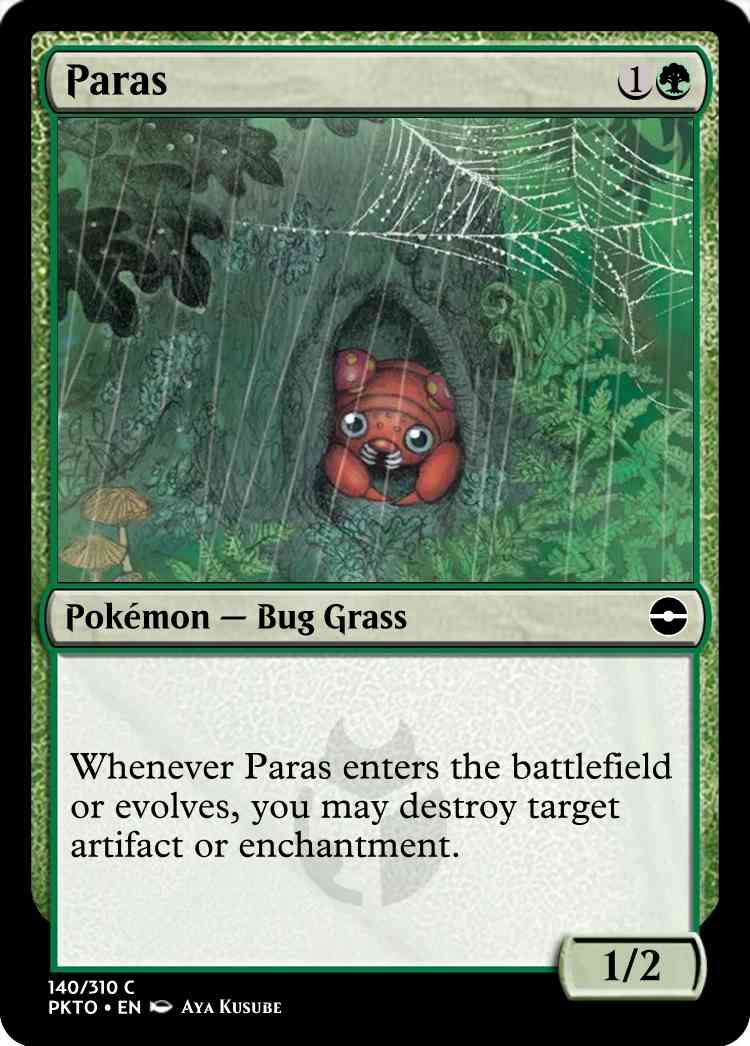 Paras 1
Pokémon — Bug Grass
Whenever Paras enters the battlefield
or evolves, you may destroy target
artifact or enchantment.
1/2
140/310 C
PKTO • EN Aya Kusube